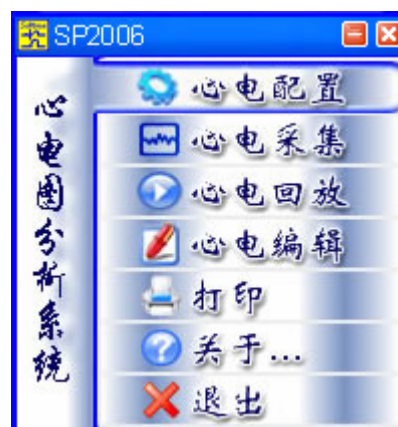 SP2006
心电图分析系统
心电配置
心电采集
心电回放
心电编辑
打印
关于...
退出